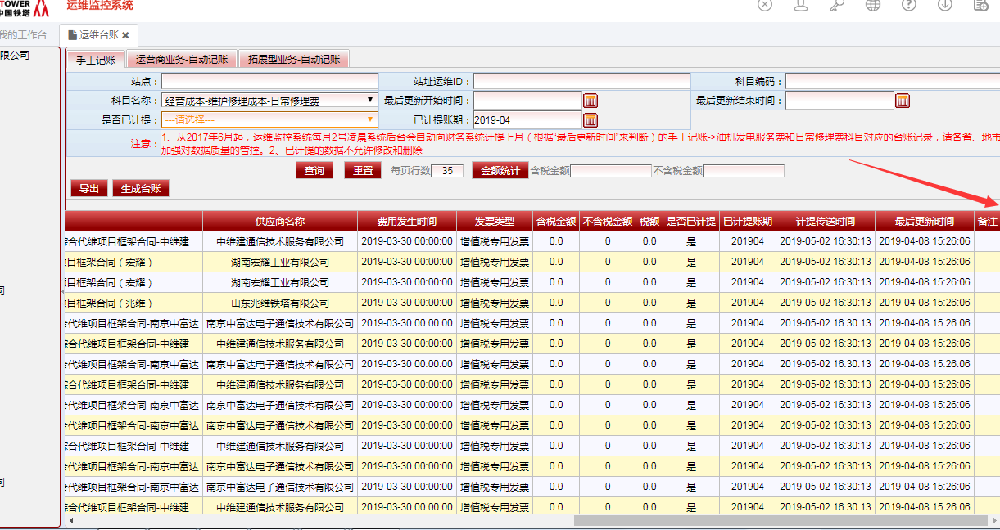 TOWER
中国铁塔
运维监控系统
我的工作台
运维台账
限公司
手工记账 运营商业务-自动记账 拓展型业务-自动记账
站点： 站址运维ID： 科目编码：
科目名称： 经营成本-维护修理成本-日常修理费 最后更新开始时间： 最后更新结束时间：
是否已计提： ---请选择--- 已计提账期： 2019-04
注意： 1、从2017年6月起，运维监控系统每月2号凌晨系统后台会自动向财务系统计提上月（根据“最后更新时间”来判断）的手工记账->油机发电服务费和日常修理费科目对应的台账记录，请各省、地市
加强对数据质量的管控。2、已计提的数据不允许修改和删除
查询 重置 每页行数 35 金额统计 含税金额 不含税金额
导出 生成台账
供应商名称 费用发生时间 发票类型 含税金额 不含税金额 税额 是否已计提 已计提账期 计提传送时间 最后更新时间 备注
综合代维项目框架合同-中维建 中维建通信技术服务有限公司 2019-03-30 00:00:00 增值税专用发票 0.0 0 0.0 是 201904 2019-05-02 16:30:13 2019-04-08 15:26:06
项目框架合同（宏耀） 湖南宏耀工业有限公司 2019-03-30 00:00:00 增值税专用发票 0.0 0 0.0 是 201904 2019-05-02 16:30:13 2019-04-08 15:26:06
项目框架合同（宏耀） 湖南宏耀工业有限公司 2019-03-30 00:00:00 增值税专用发票 0.0 0 0.0 是 201904 2019-05-02 16:30:13 2019-04-08 15:26:06
项目框架合同（兆维） 山东兆维铁塔有限公司 2019-03-30 00:00:00 增值税专用发票 0.0 0 0.0 是 201904 2019-05-02 16:30:13 2019-04-08 15:26:06
合代维项目框架合同-南京中富达 南京中富达电子通信技术有限公司 2019-03-30 00:00:00 增值税专用发票 0.0 0 0.0 是 201904 2019-05-02 16:30:13 2019-04-08 15:26:06
综合代维项目框架合同-中维建 中维建通信技术服务有限公司 2019-03-30 00:00:00 增值税专用发票 0.0 0 0.0 是 201904 2019-05-02 16:30:13 2019-04-08 15:26:06
合代维项目框架合同-南京中富达 南京中富达电子通信技术有限公司 2019-03-30 00:00:00 增值税专用发票 0.0 0 0.0 是 201904 2019-05-02 16:30:13 2019-04-08 15:26:06
综合代维项目框架合同-中维建 中维建通信技术服务有限公司 2019-03-30 00:00:00 增值税专用发票 0.0 0 0.0 是 201904 2019-05-02 16:30:13 2019-04-08 15:26:06
合代维项目框架合同-南京中富达 南京中富达电子通信技术有限公司 2019-03-30 00:00:00 增值税专用发票 0.0 0 0.0 是 201904 2019-05-02 16:30:13 2019-04-08 15:26:06
合代维项目框架合同-南京中富达 南京中富达电子通信技术有限公司 2019-03-30 00:00:00 增值税专用发票 0.0 0 0.0 是 201904 2019-05-02 16:30:13 2019-04-08 15:26:06
综合代维项目框架合同-中维建 中维建通信技术服务有限公司 2019-03-30 00:00:00 增值税专用发票 0.0 0 0.0 是 201904 2019-05-02 16:30:13 2019-04-08 15:26:06
合代维项目框架合同-南京中富达 南京中富达电子通信技术有限公司 2019-03-30 00:00:00 增值税专用发票 0.0 0 0.0 是 201904 2019-05-02 16:30:13 2019-04-08 15:26:06
合代维项目框架合同-南京中富达 南京中富达电子通信技术有限公司 2019-03-30 00:00:00 增值税专用发票 0.0 0 0.0 是 201904 2019-05-02 16:30:13 2019-04-08 15:26:06
综合代维项目框架合同-中维建 中维建通信技术服务有限公司 2019-03-30 00:00:00 增值税专用发票 0.0 0 0.0 是 201904 2019-05-02 16:30:13 2019-04-08 15:26:06